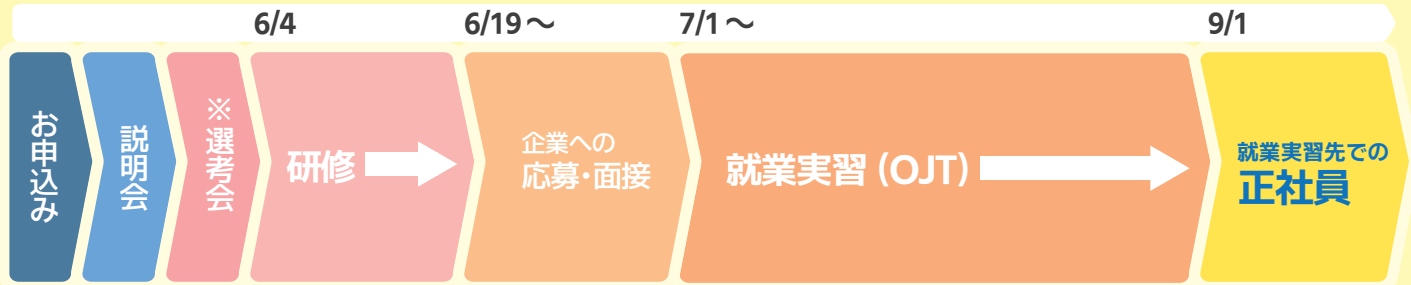 6/4
6/19～
7/1～
9/1
お申込み
説明会
※選考会
研修
企業への
応募・面接
就業実習（OJT）
就業実習先での
正社員